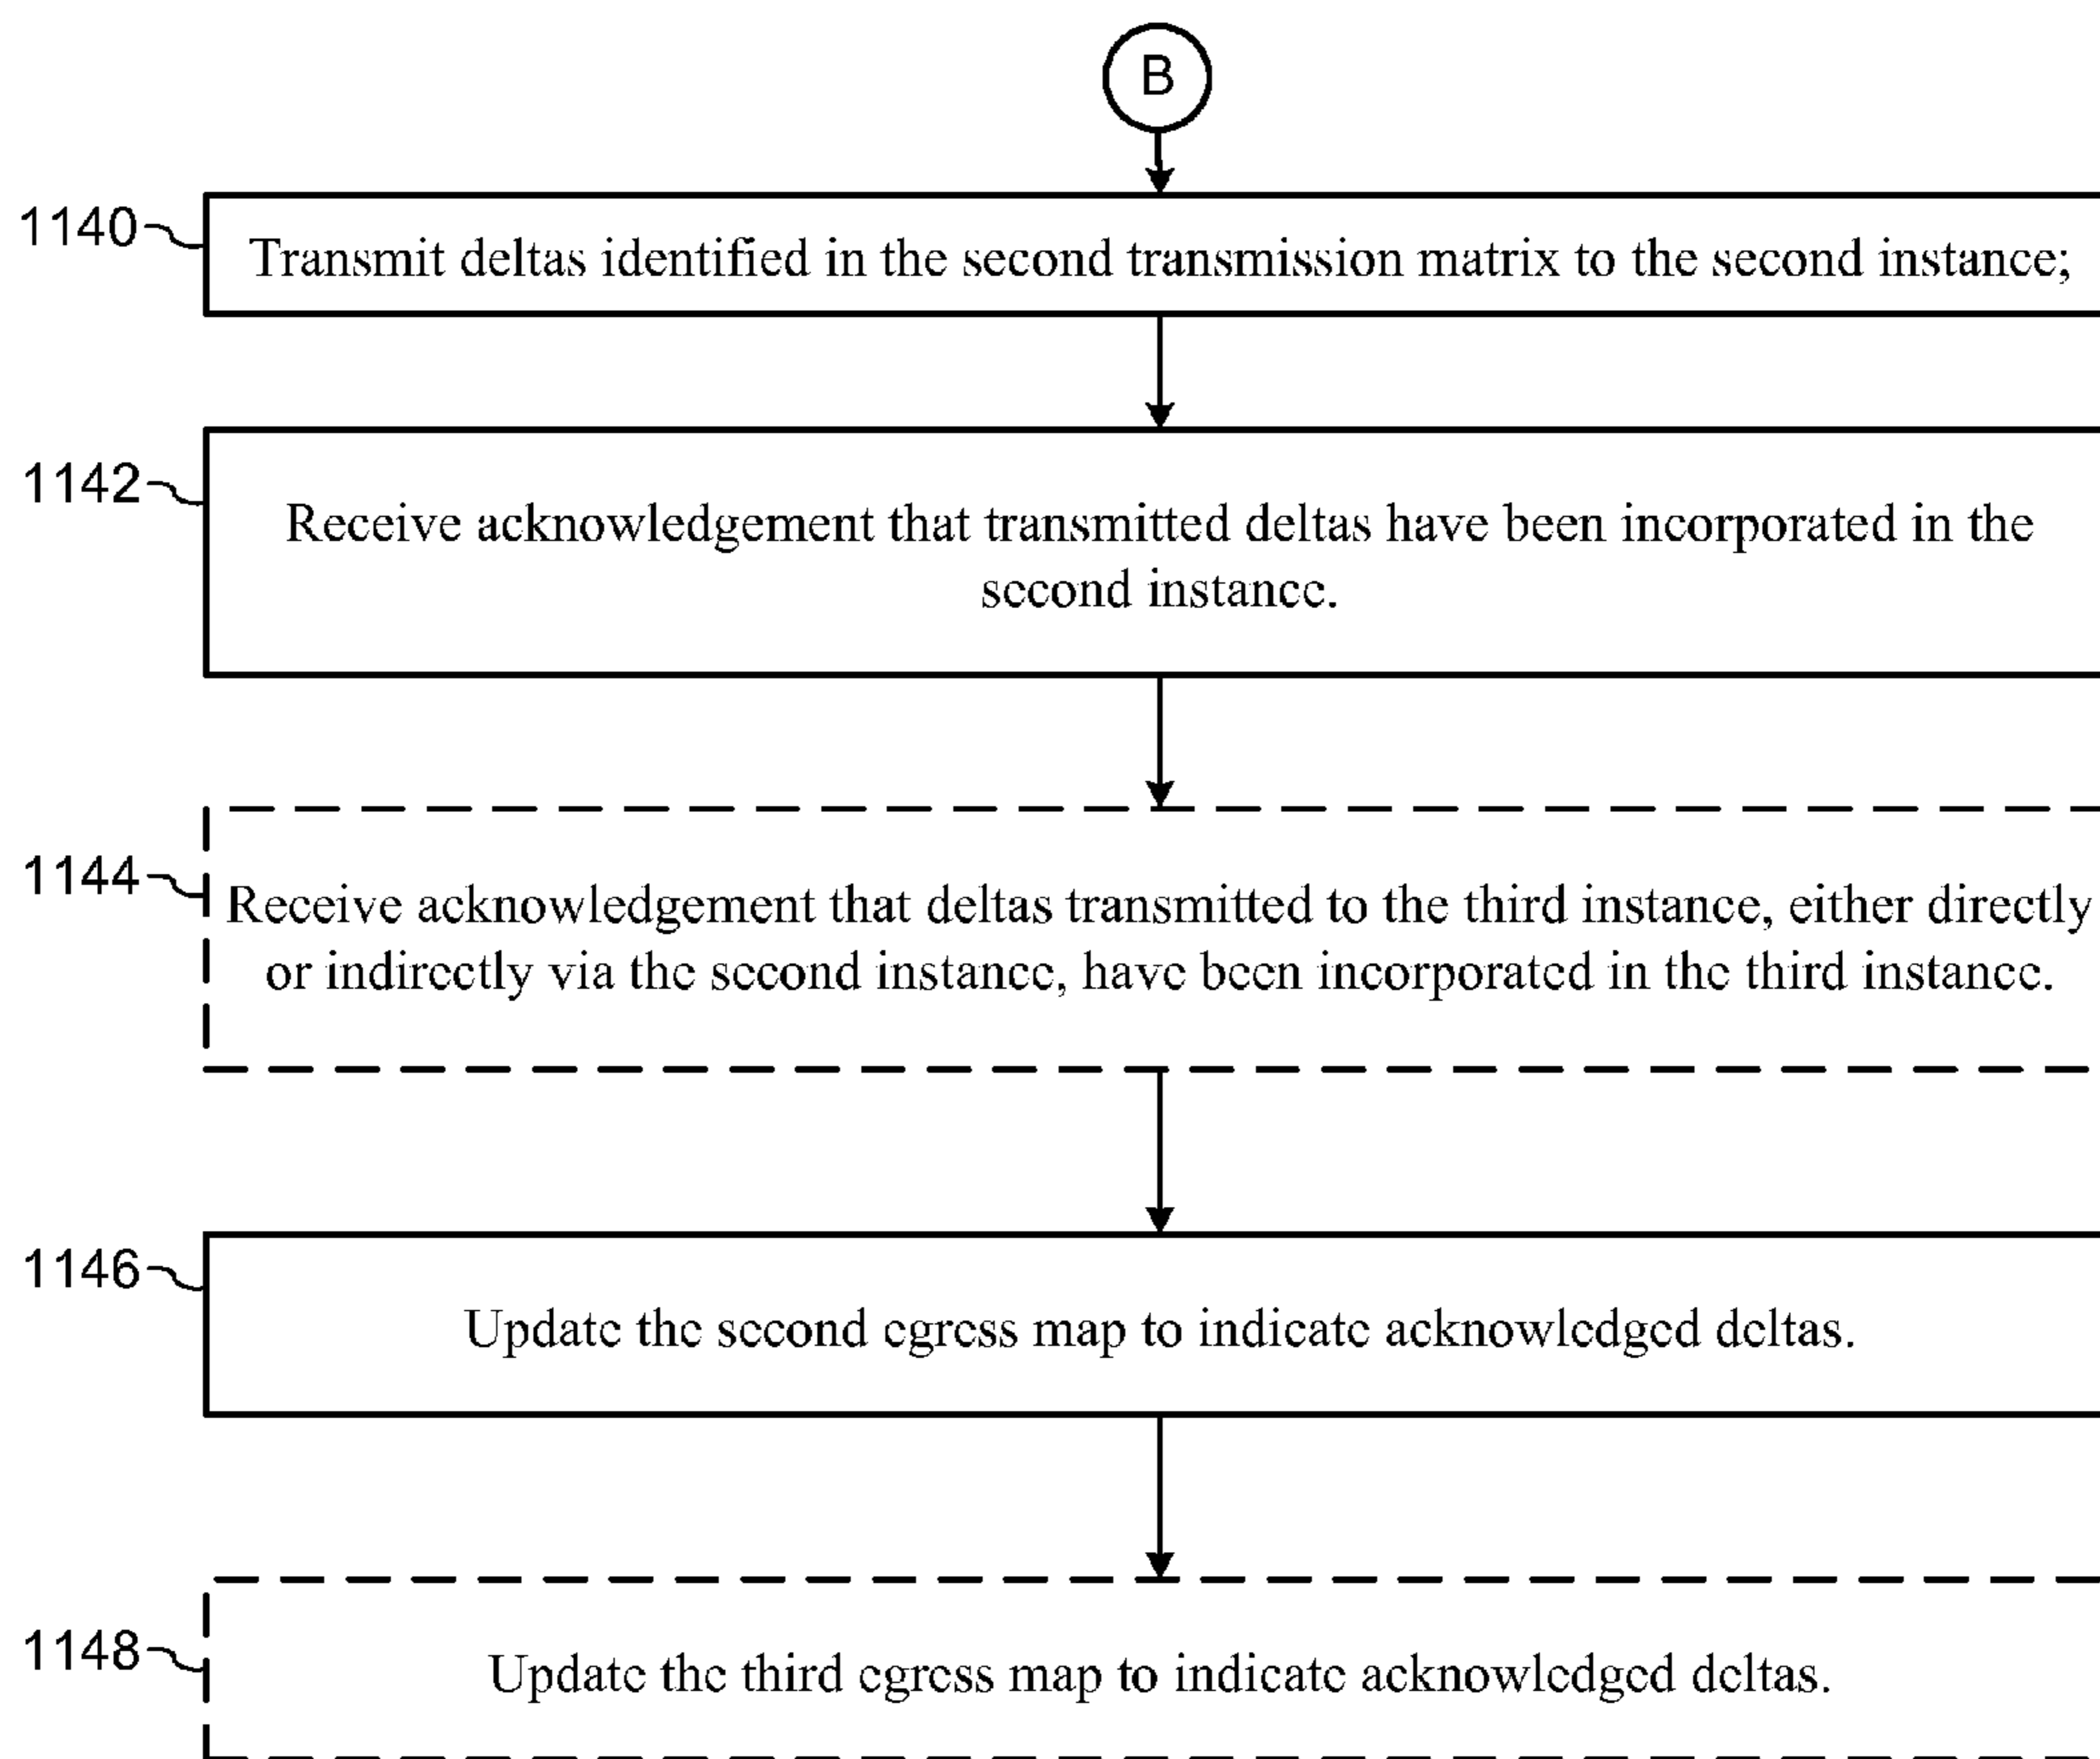 B
1140
Transmit deltas identified in the second transmission matrix to the second instance;
1142
Receive acknowledgement that transmitted deltas have been incorporated in the
second instance.
1144
Receive acknowledgement that deltas transmitted to the third instance, either directly
or indirectly via the second instance, have been incorporated in the third instance.
1146
Update the second egress map to indicate acknowledged deltas.
1148
Update the third egress map to indicate acknowledged deltas.